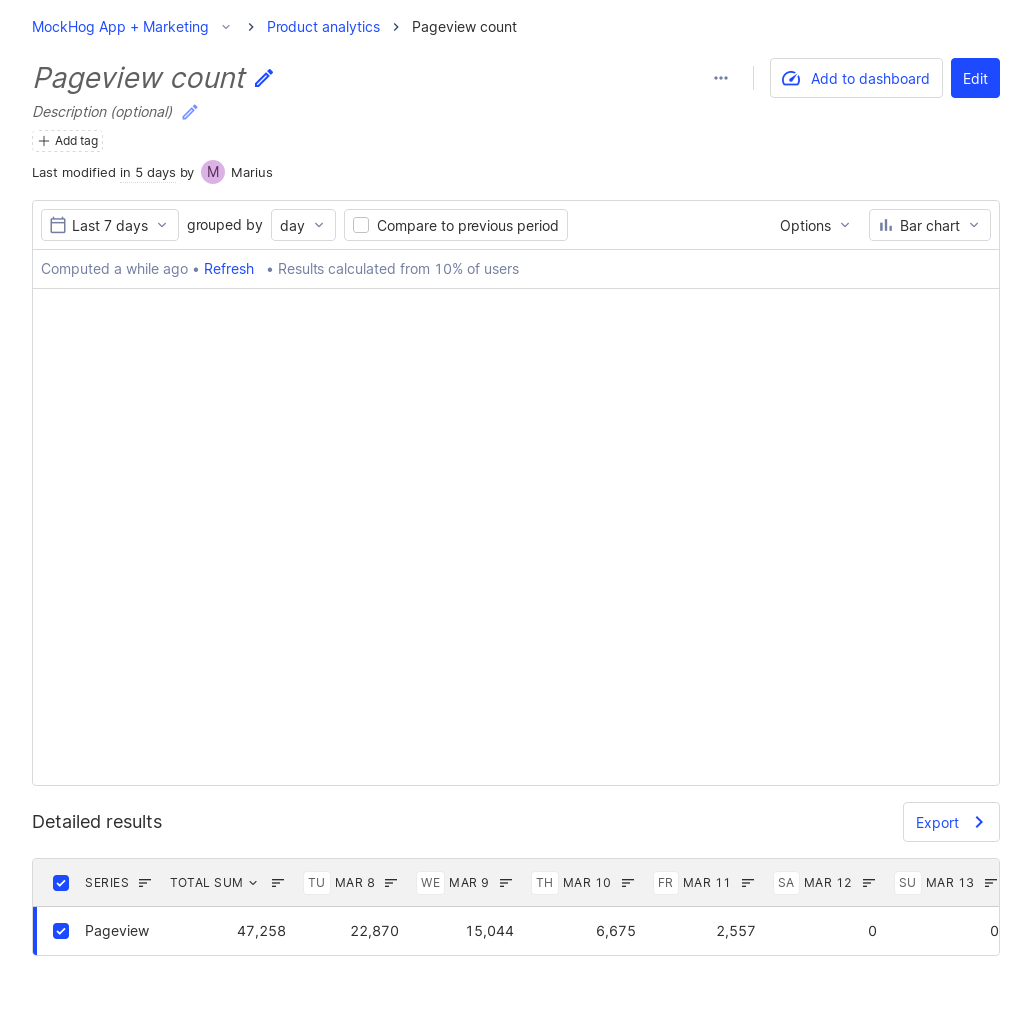 MockHog App + Marketing Product analytics Pageview count
Pageview count
Add to dashboard Edit
Description (optional)
Add tag
Last modified in 5 days by M Marius
Last 7 days grouped by day Compare to previous period Options Bar chart
Computed a while ago • Refresh • Results calculated from 10% of users
Detailed results
Export
SERIES TOTAL SUM TU MAR 8 WE MAR 9 TH MAR 10 FR MAR 11 SA MAR 12 SU MAR 13
Pageview 47,258 22,870 15,044 6,675 2,557 0 0